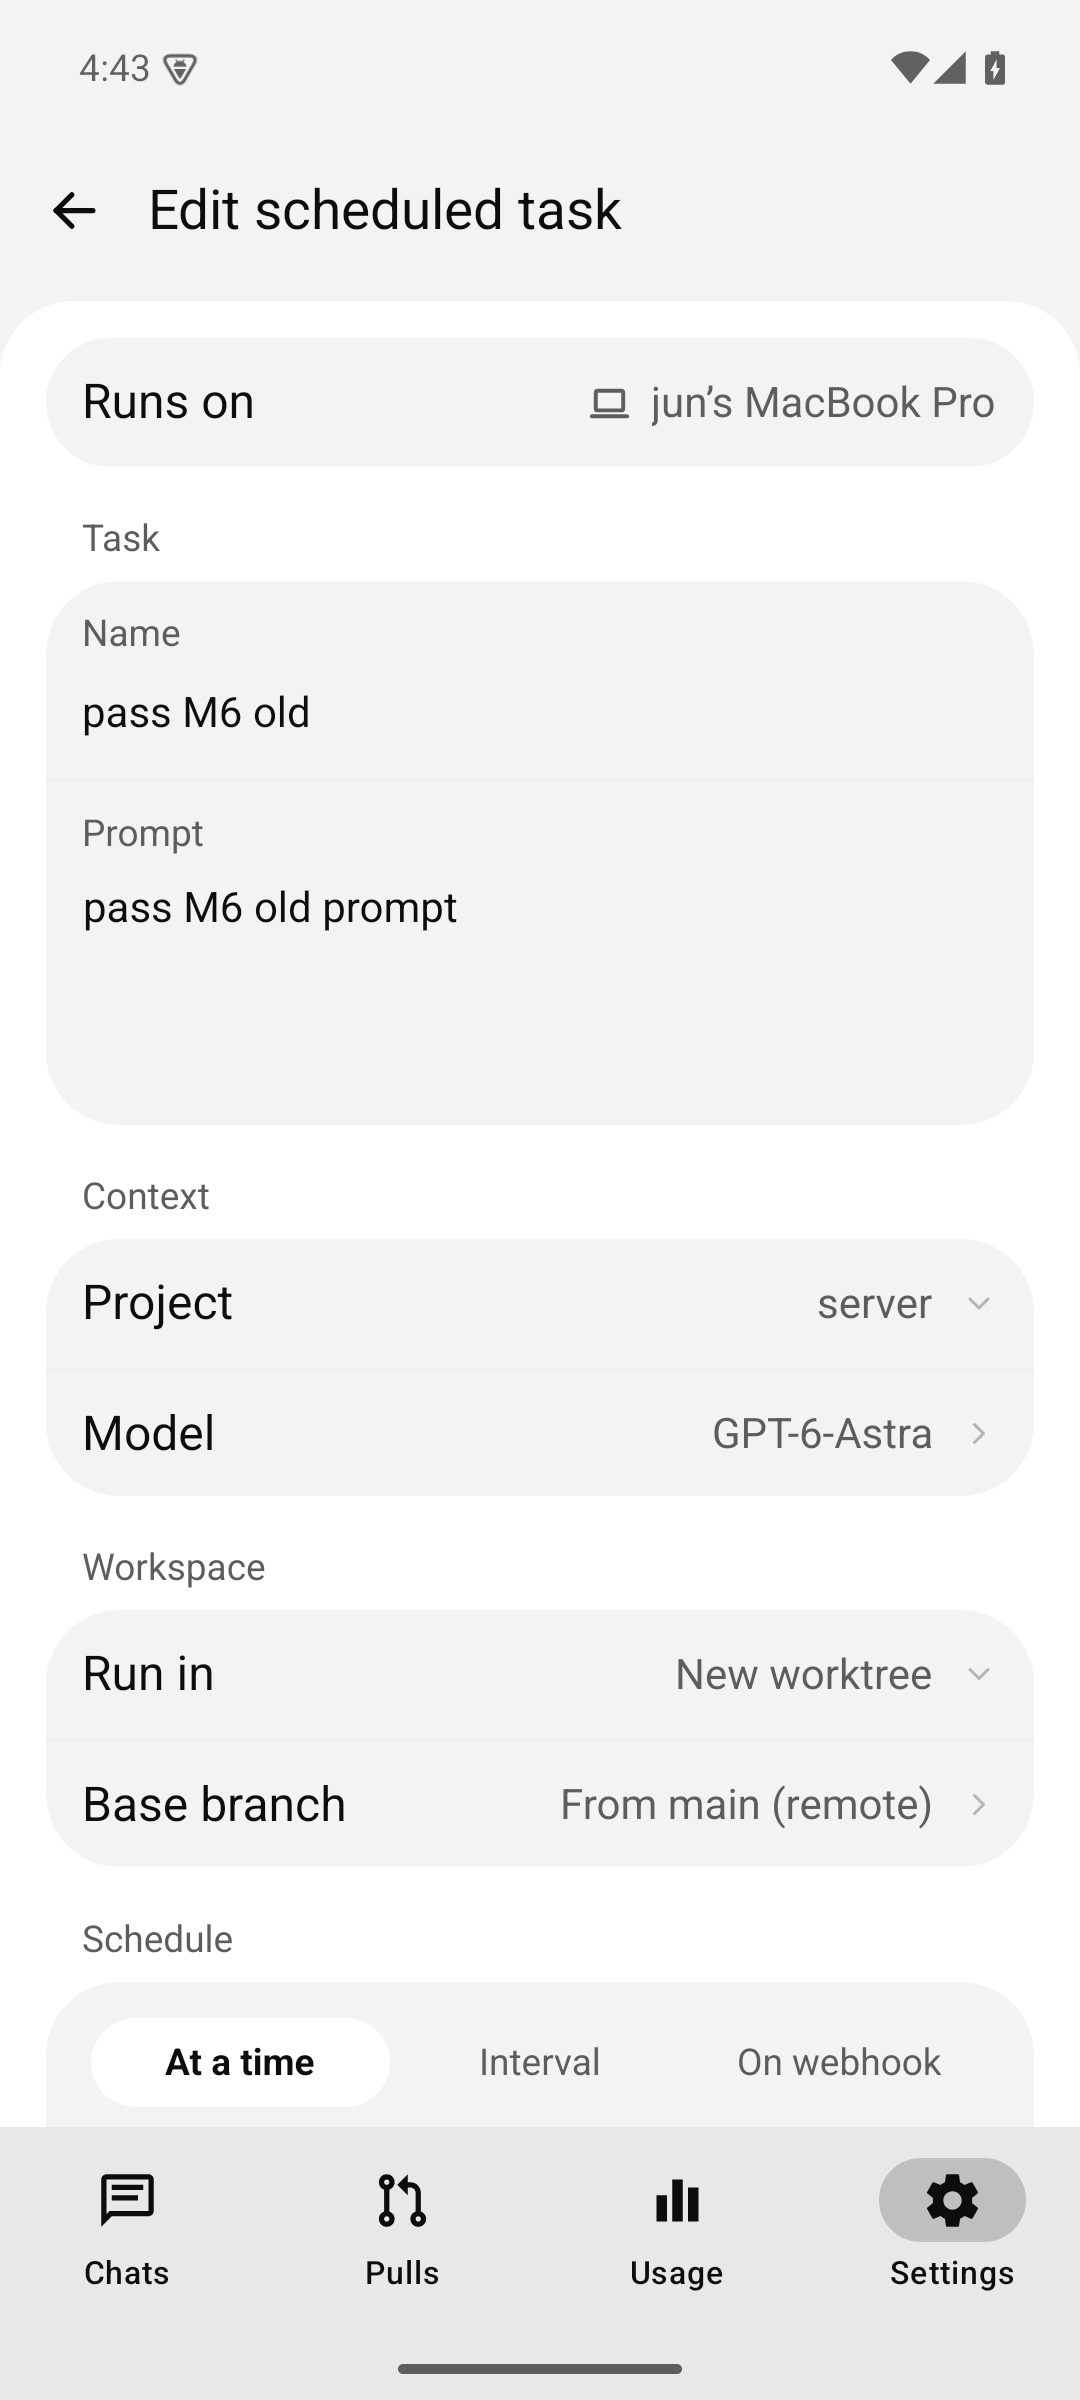 4:43
Edit scheduled task
Runs on jun’s MacBook Pro
Task
Name
pass M6 old
Prompt
pass M6 old prompt
Context
Project server
Model GPT-6-Astra
Workspace
Run in New worktree
Base branch From main (remote)
Schedule
At a time Interval On webhook
Chats Pulls Usage Settings